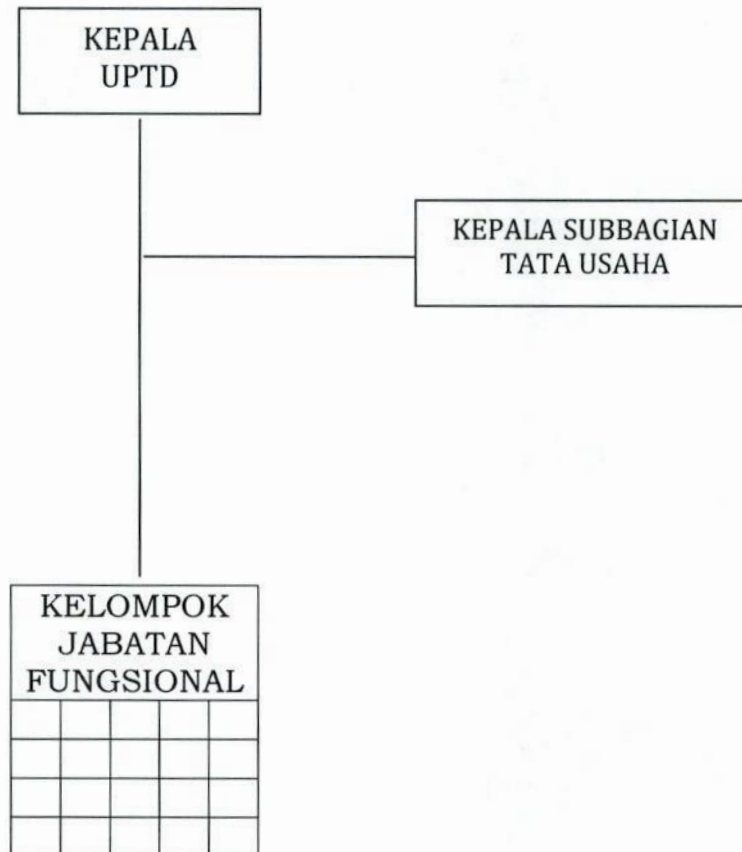 KEPALA
UPTD
KEPALA SUBBAGIAN
TATA USAHA
KELOMPOK
JABATAN
FUNGSIONAL